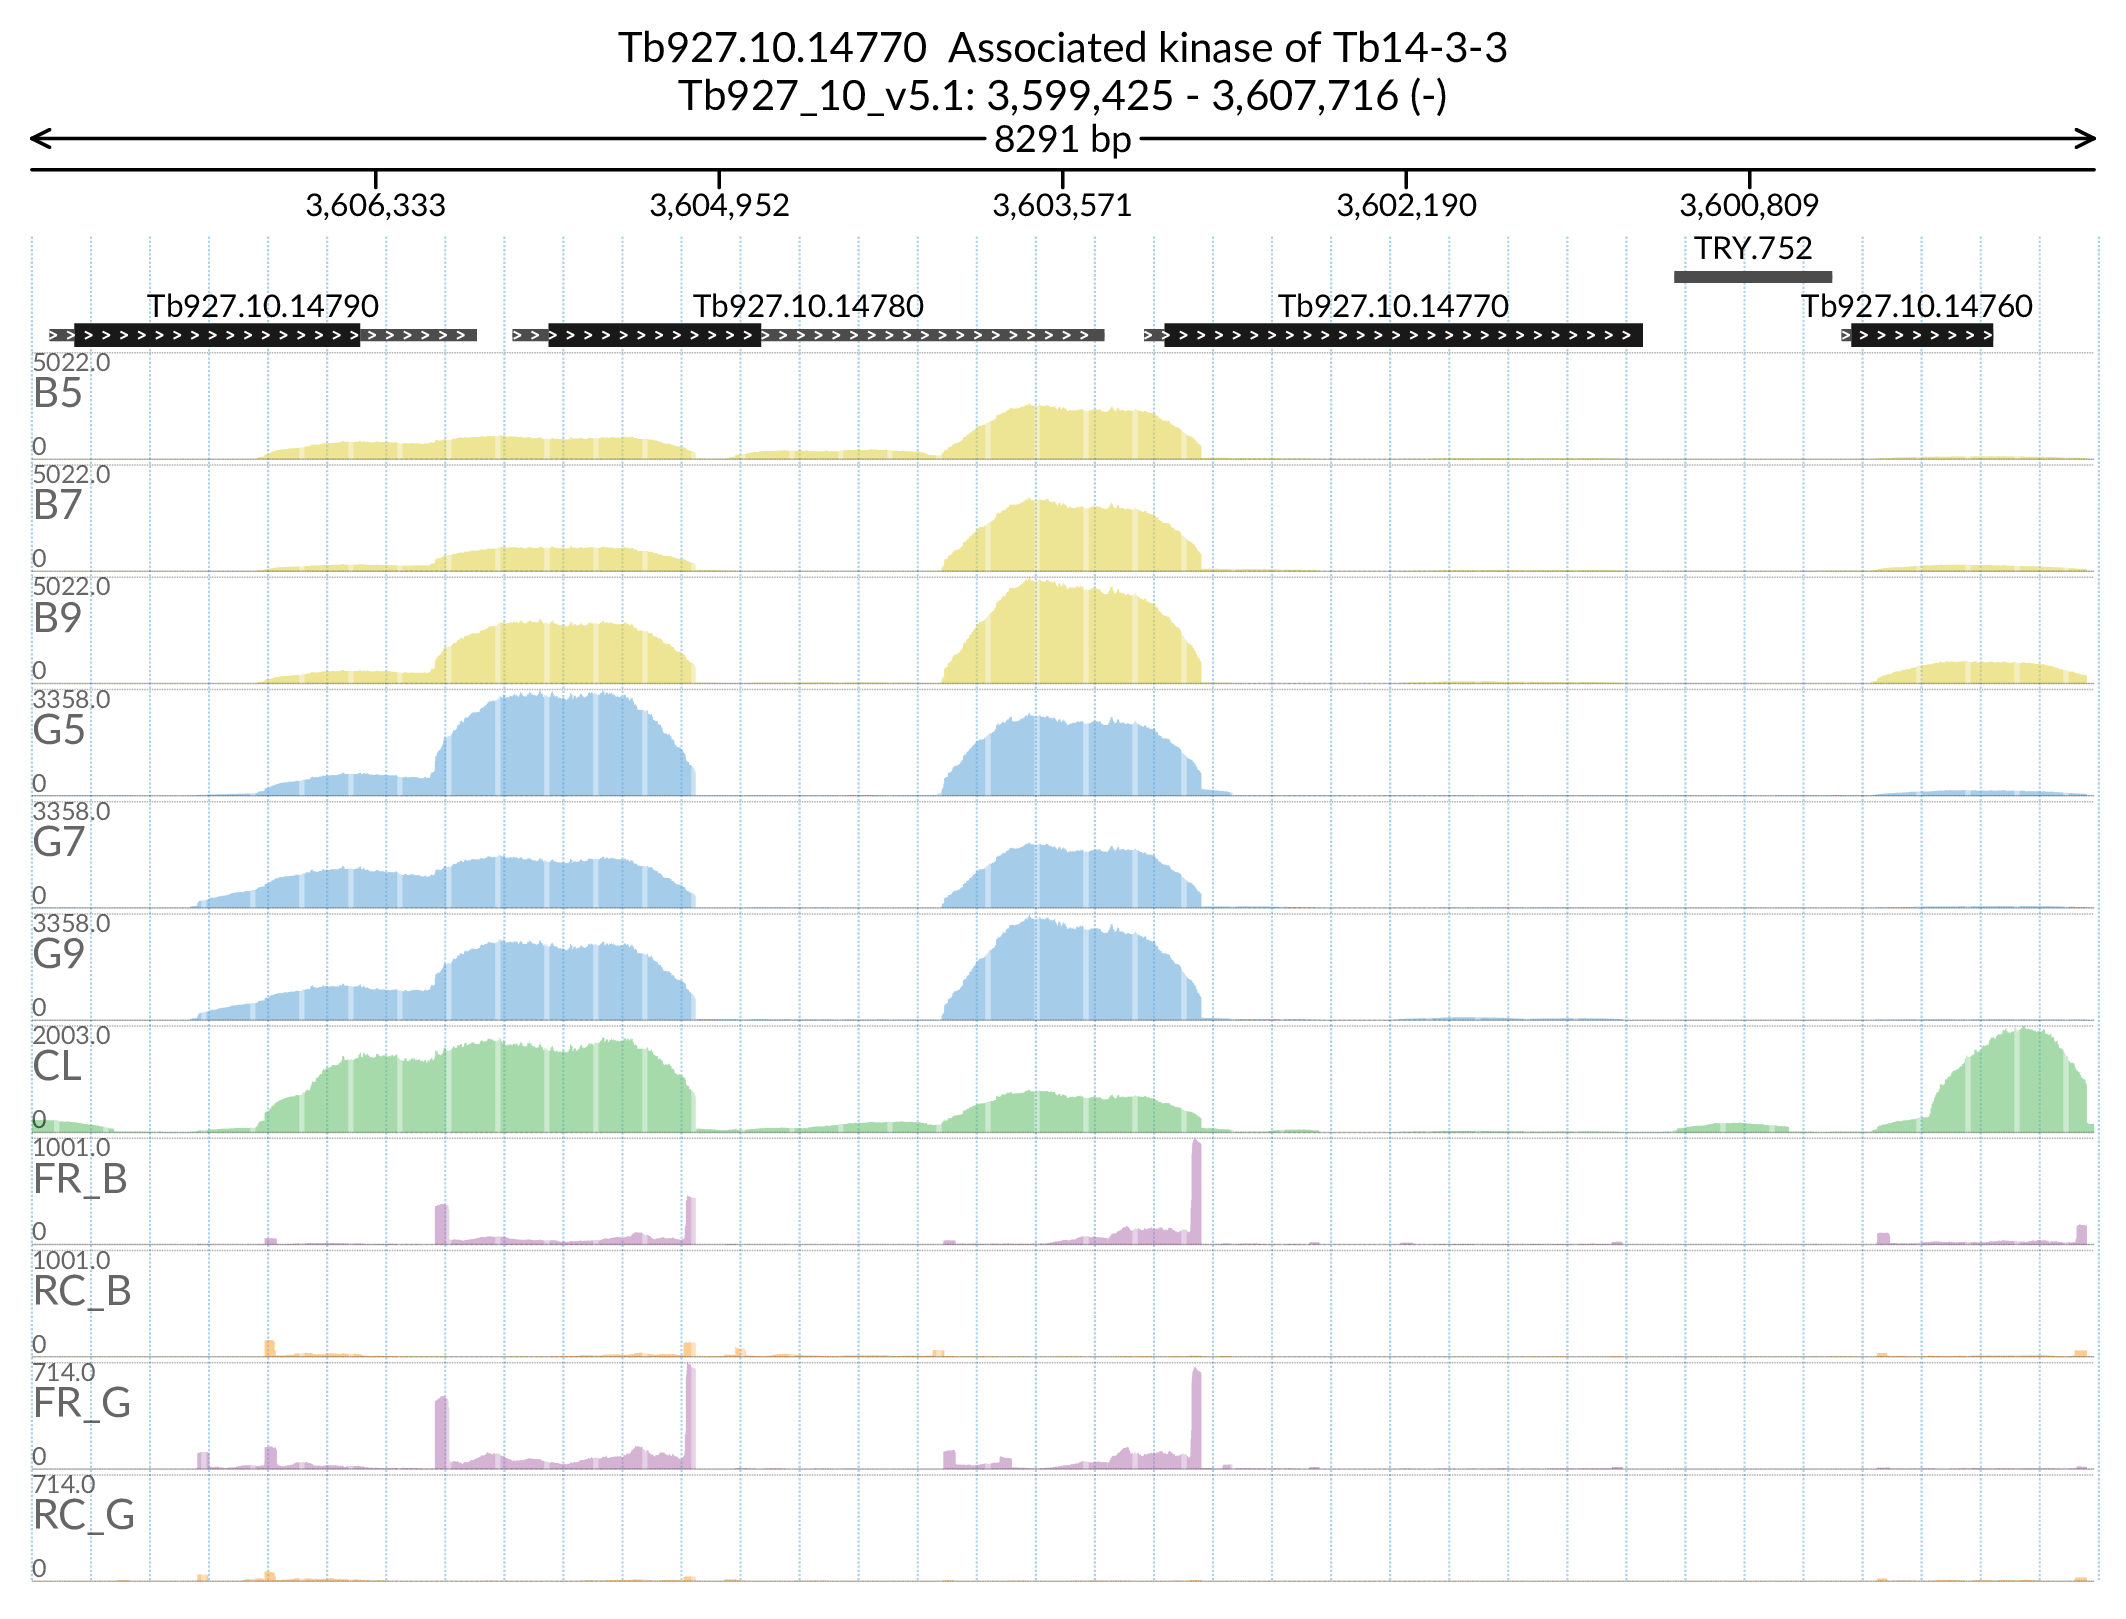 Tb927.10.14770  Associated kinase of Tb14-3-3
Tb927_10_v5.1: 3,599,425 - 3,607,716 (-)
8291 bp
3,606,333 3,604,952 3,603,571 3,602,190 3,600,809
TRY.752
Tb927.10.14790 Tb927.10.14780 Tb927.10.14770 Tb927.10.14760
5022.0
B5
0
5022.0
B7
0
5022.0
B9
0
3358.0
G5
0
3358.0
G7
0
3358.0
G9
0
2003.0
CL
0
1001.0
FR_B
0
1001.0
RC_B
0
714.0
FR_G
0
714.0
RC_G
0